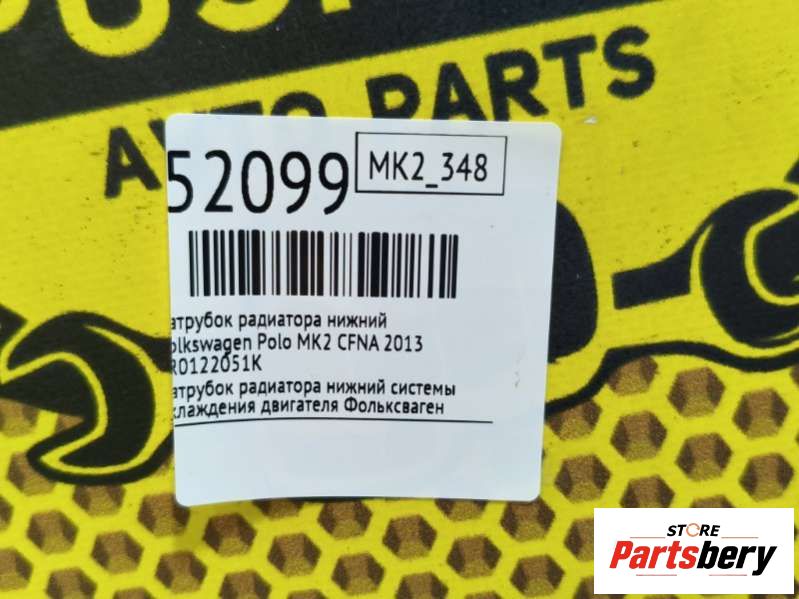 AVTO PARTS
52099
MK2_348
атрубок радиатора нижний
olkswagen Polo MK2 CFNA 2013
R0122051K
атрубок радиатора нижний системы
хлаждения двигателя Фольксваген
STORE
Partsbery